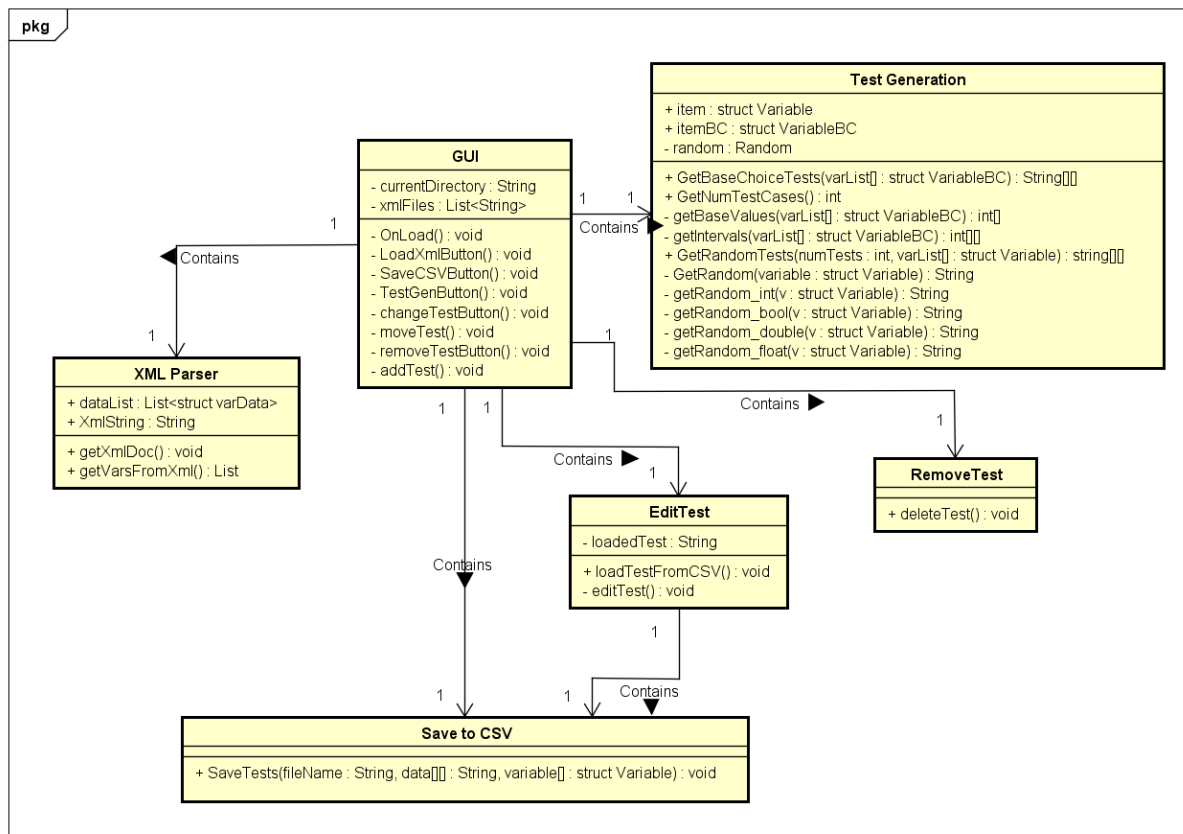 pkg
Test Generation
+ item : struct Variable
+ itemBC : struct VariableBC
- random : Random
+ GetBaseChoiceTests(varList[] : struct VariableBC) : String[][]
+ GetNumTestCases() : int
- getBaseValues(varList[] : struct VariableBC) : int[]
- getIntervals(varList[] : struct VariableBC) : int[][]
+ GetRandomTests(numTests : int, varList[] : struct Variable) : string[][]
- GetRandom(variable : struct Variable) : String
- getRandom_int(v : struct Variable) : String
- getRandom_bool(v : struct Variable) : String
- getRandom_double(v : struct Variable) : String
- getRandom_float(v : struct Variable) : String
GUI
- currentDirectory : String
- xmlFiles : List<String>
- OnLoad() : void
- LoadXmlButton() : void
- SaveCSVButton() : void
- TestGenButton() : void
- changeTestButton() : void
- moveTest() : void
- removeTestButton() : void
- addTest() : void
1
1
Contains
1
Contains
1
1
Contains
1
XML Parser
+ dataList : List<struct varData>
+ XmlString : String
+ getXmlDoc() : void
+ getVarsFromXml() : List
1
1
Contains
1
RemoveTest
+ deleteTest() : void
EditTest
- loadedTest : String
+ loadTestFromCSV() : void
- editTest() : void
Contains
1
1
1
Contains
Save to CSV
+ SaveTests(fileName : String, data[][] : String, variable[] : struct Variable) : void